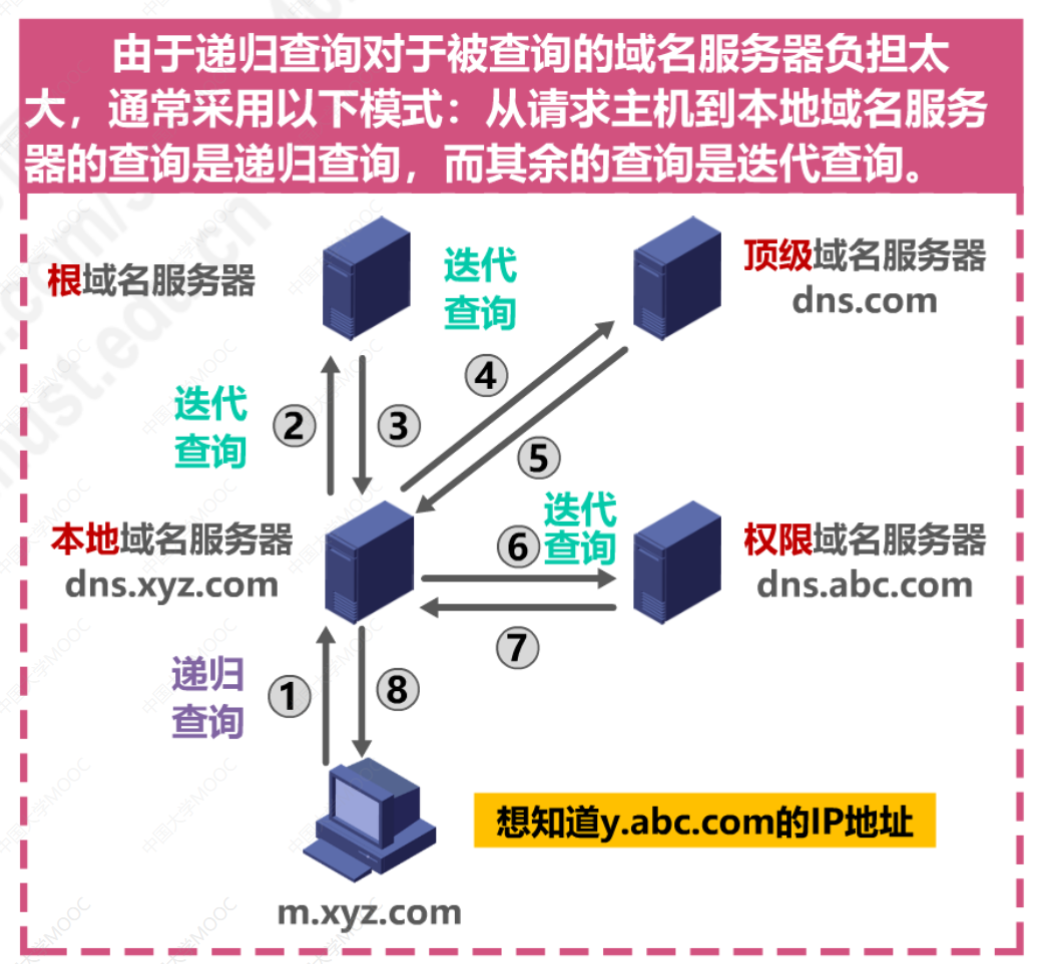 由于递归查询对于被查询的域名服务器负担太
大，通常采用以下模式：从请求主机到本地域名服务
器的查询是递归查询，而其余的查询是迭代查询。
根域名服务器
迭代
查询
顶级域名服务器
dns.com
④
迭代
查询
②
③
⑤
本地域名服务器
dns.xyz.com
迭代
⑥查询
权限域名服务器
dns.abc.com
⑦
递归
查询
①
⑧
想知道y.abc.com的IP地址
m.xyz.com